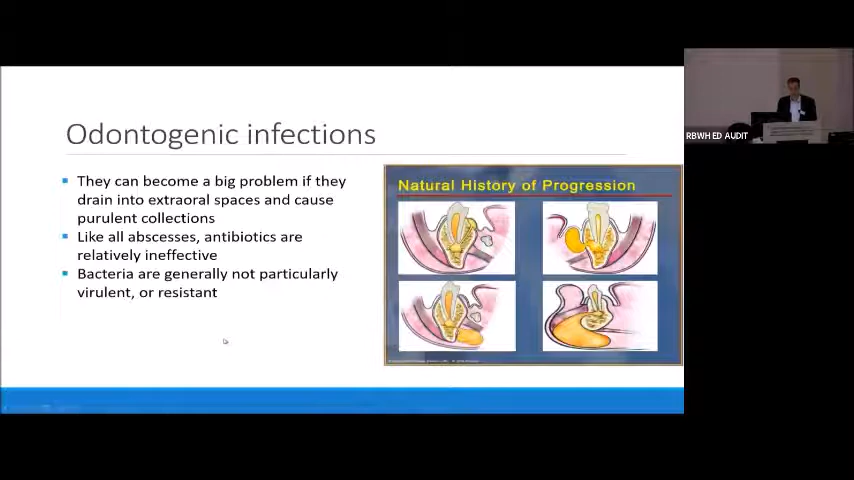 Odontogenic infections
They can become a big problem if they
drain into extraoral spaces and cause
purulent collections
Like all abscesses, antibiotics are
relatively ineffective
Bacteria are generally not particularly
virulent, or resistant
Natural History of Progression
RBWH ED AUDIT